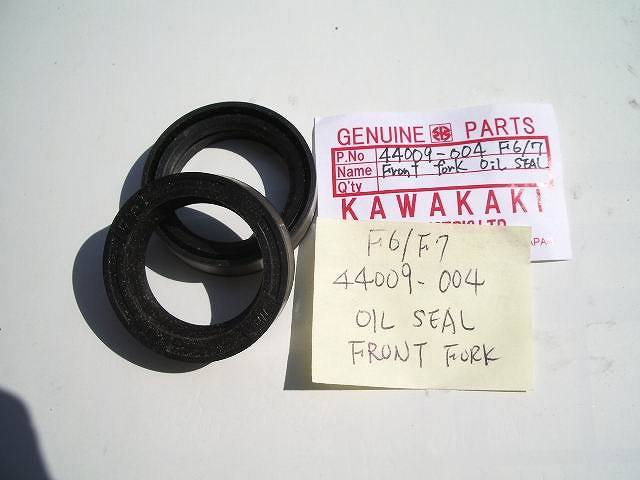 GENUINE PARTS
P.No 44009-004 F6/7
Name Front fork OiL SEAL
Q'ty
KAWAKAKI
F6/F7
44009-004
OIL SEAL
FRONT FORK